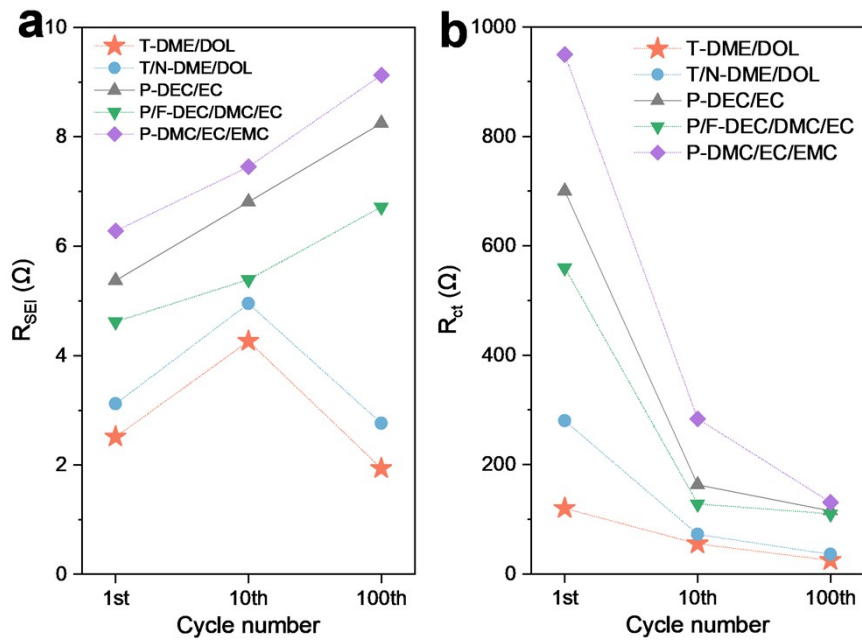 a
T-DME/DOL
T/N-DME/DOL
P-DEC/EC
P/F-DEC/DMC/EC
P-DMC/EC/EMC
10
8
6
4
2
0
R_SEI (Ω)
1st 10th 100th
Cycle number
b
T-DME/DOL
T/N-DME/DOL
P-DEC/EC
P/F-DEC/DMC/EC
P-DMC/EC/EMC
1000
800
600
400
200
0
R_ct (Ω)
1st 10th 100th
Cycle number